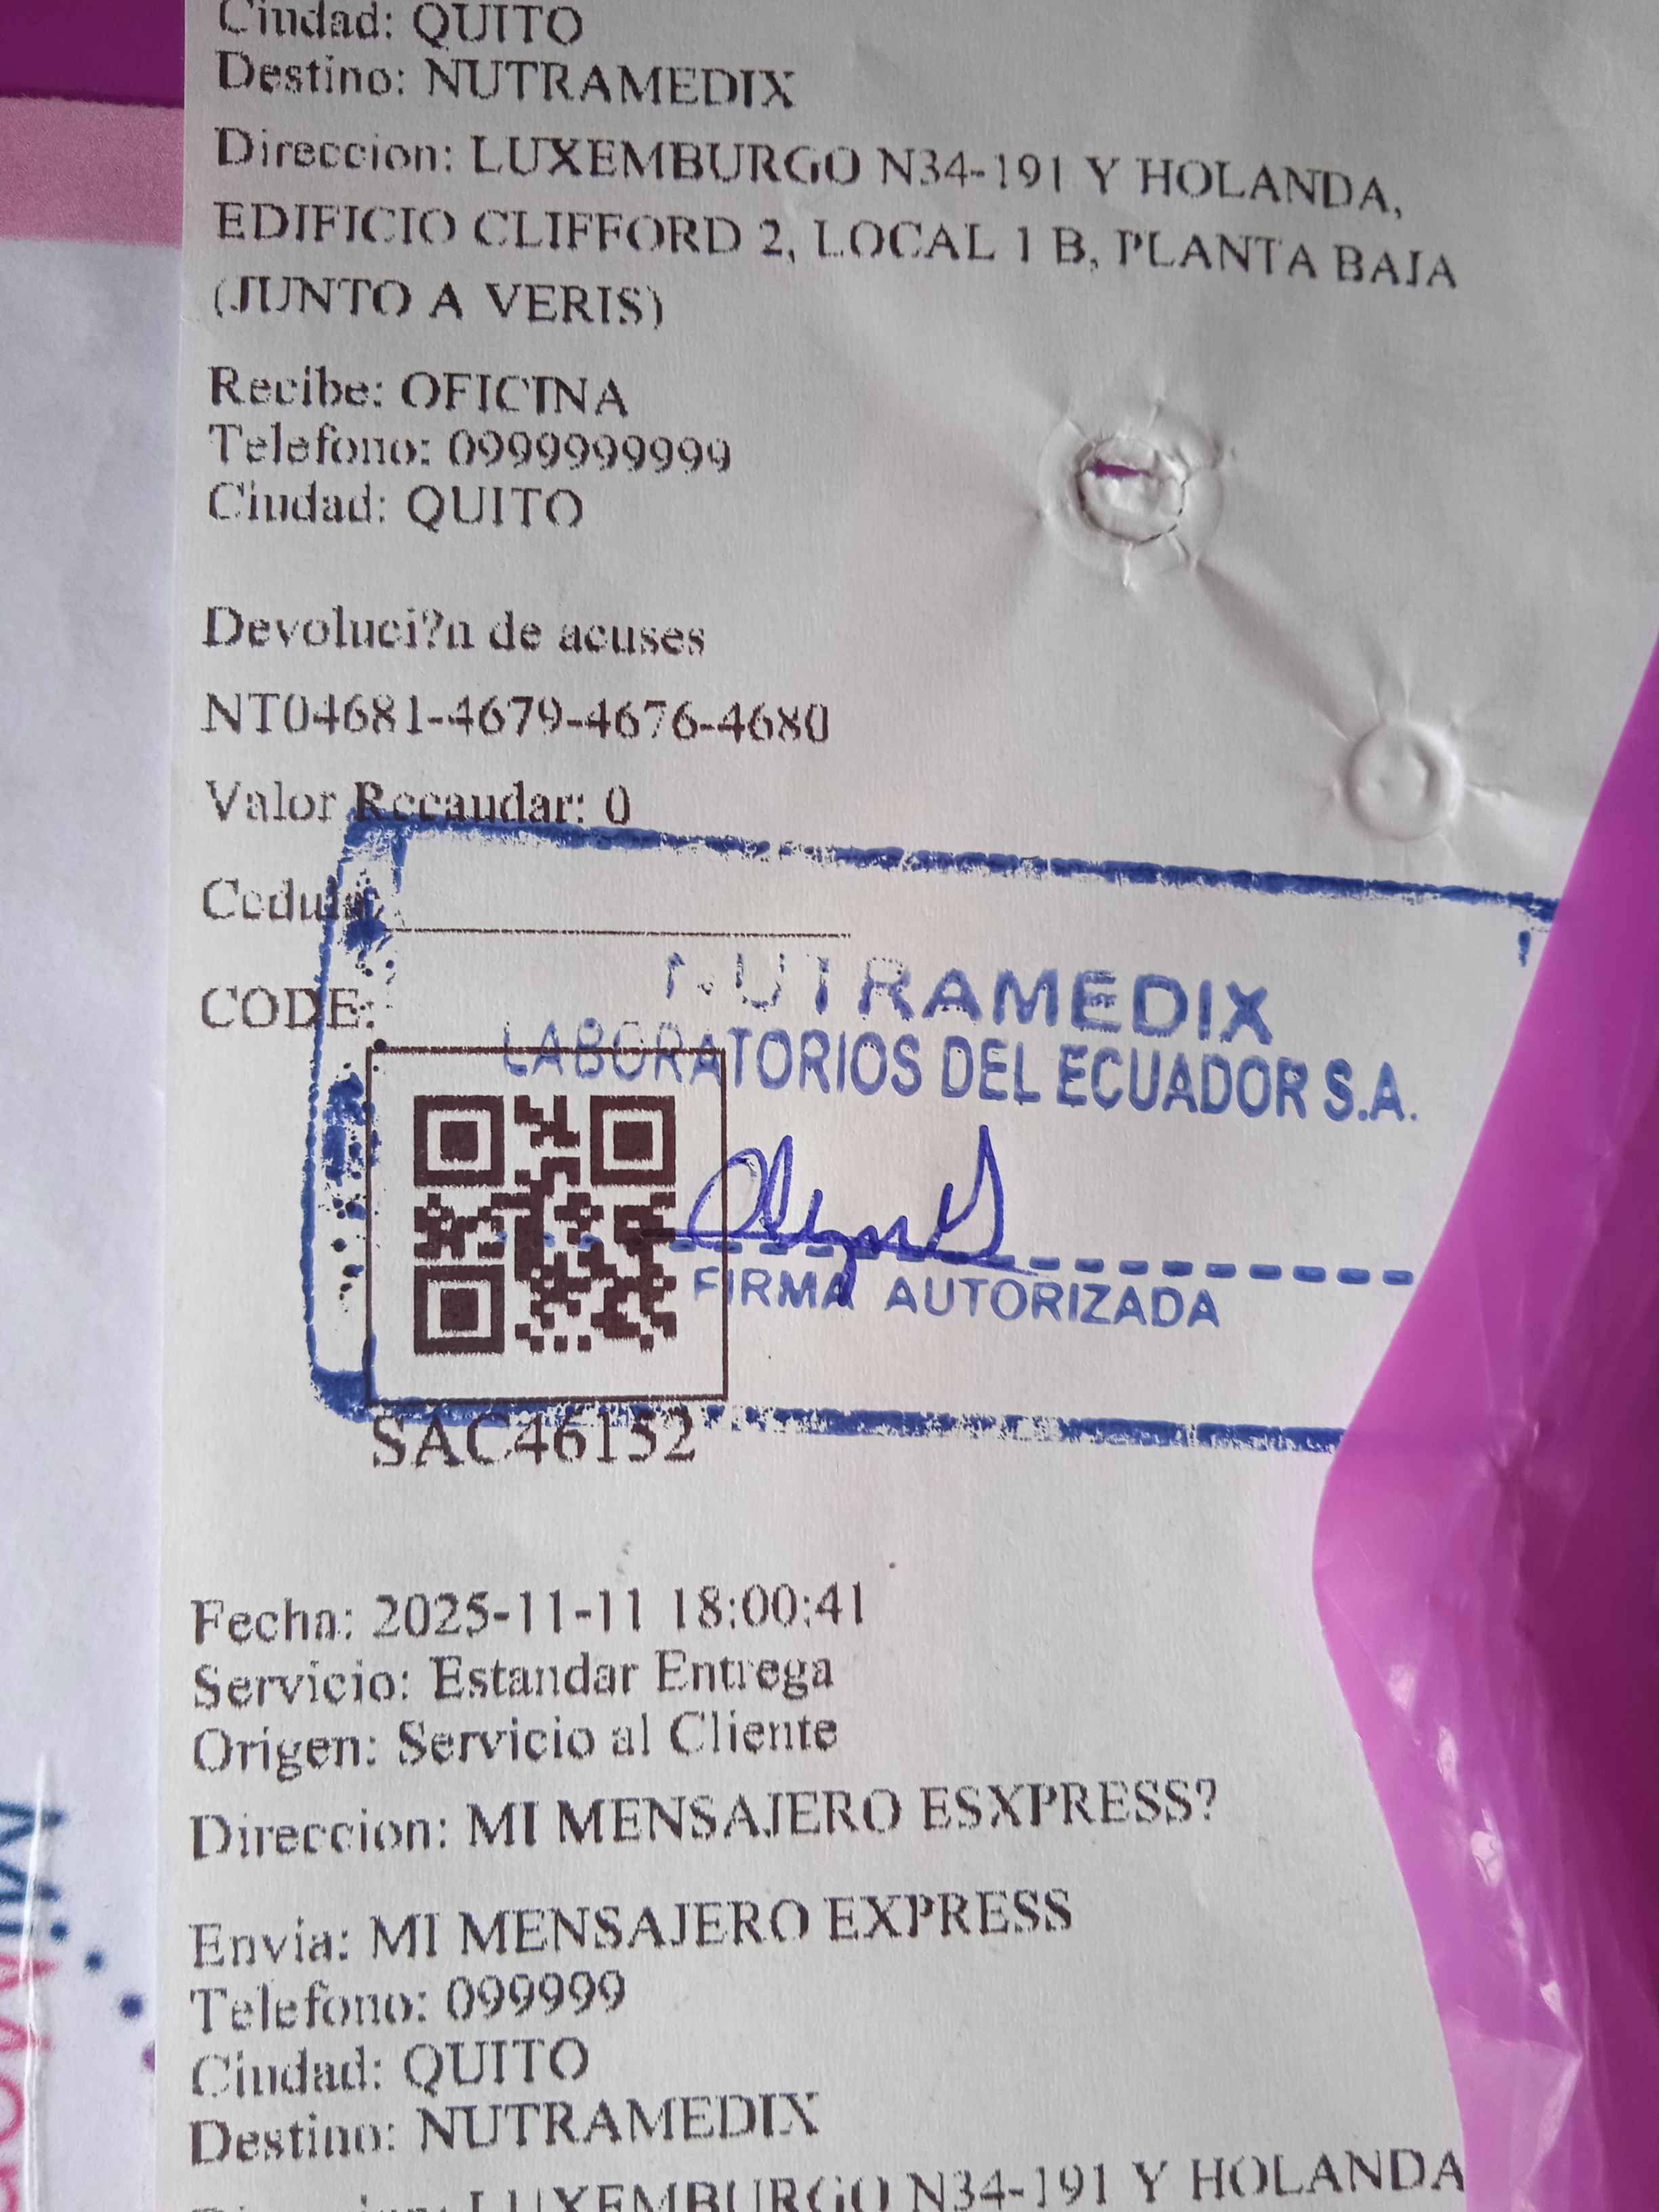 Ciudad: QUITO
Destino: NUTRAMEDIX
Direccion: LUXEMBURGO N34-191 Y HOLANDA,
EDIFICIO CLIFFORD 2, LOCAL 1 B, PLANTA BAJA
(JUNTO A VERIS)
Recibe: OFICINA
Telefono: 0999999999
Ciudad: QUITO
Devoluci?n de acuses
NT04681-4679-4676-4680
Valor Recaudar: 0
Cedula:
CODE:
NUTRAMEDIX
LABORATORIOS DEL ECUADOR S.A.
FIRMA AUTORIZADA
SAC46152
Fecha: 2025-11-11 18:00:41
Servicio: Estandar Entrega
Origen: Servicio al Cliente
Direccion: MI MENSAJERO ESXPRESS?
Envia: MI MENSAJERO EXPRESS
Telefono: 099999
Ciudad: QUITO
Destino: NUTRAMEDIX
LUXEMBURGO N34-191 Y HOLANDA